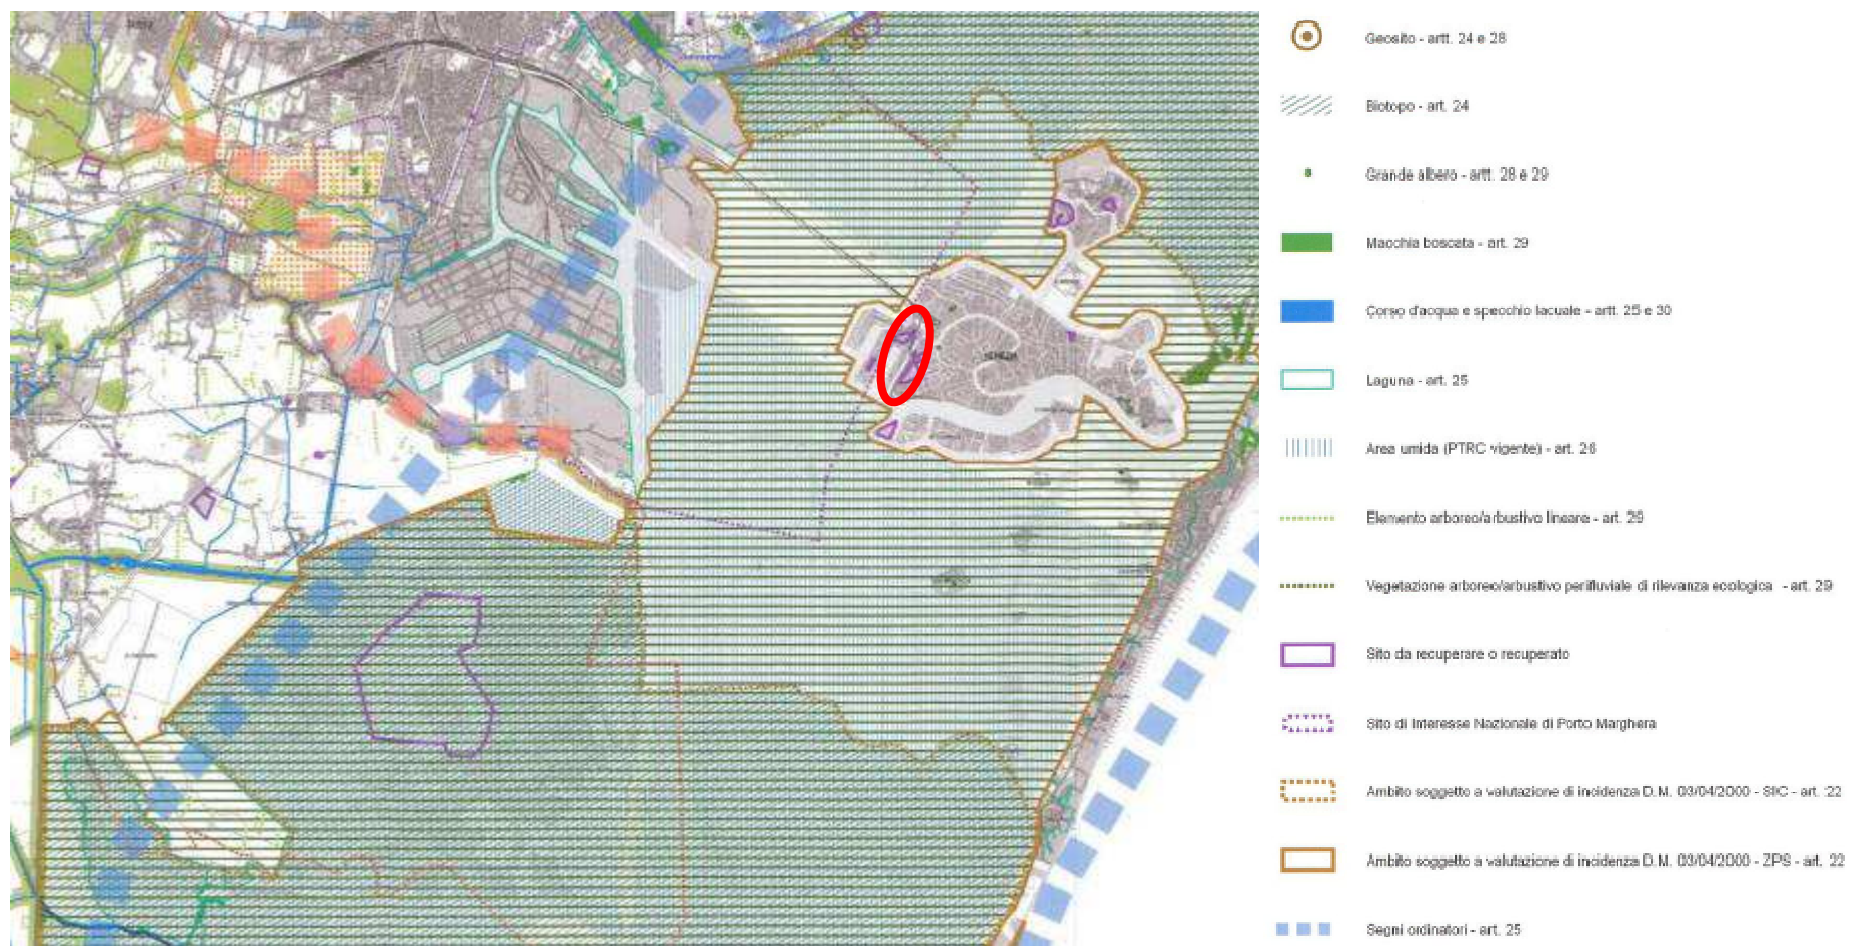 Geosito - artt. 24 e 28
Biotopo - art. 24
Grande albero - artt. 28 e 29
Macchia boscata - art. 29
Corso d'acqua e specchio lacuale - artt. 25 e 30
Laguna - art. 25
Area umida (PTRC vigente) - art. 26
Elemento arboreo/arbustivo lineare - art. 29
Vegetazione arboreo/arbustivo perifluviale di rilevanza ecologica - art. 29
Sito da recuperare o recuperato
Sito di Interesse Nazionale di Porto Marghera
Ambito soggetto a valutazione di incidenza D.M. 03/04/2000 - SIC - art. 22
Ambito soggetto a valutazione di incidenza D.M. 03/04/2000 - ZPS - art. 22
Segni ordinatori - art. 25
VENEZIA